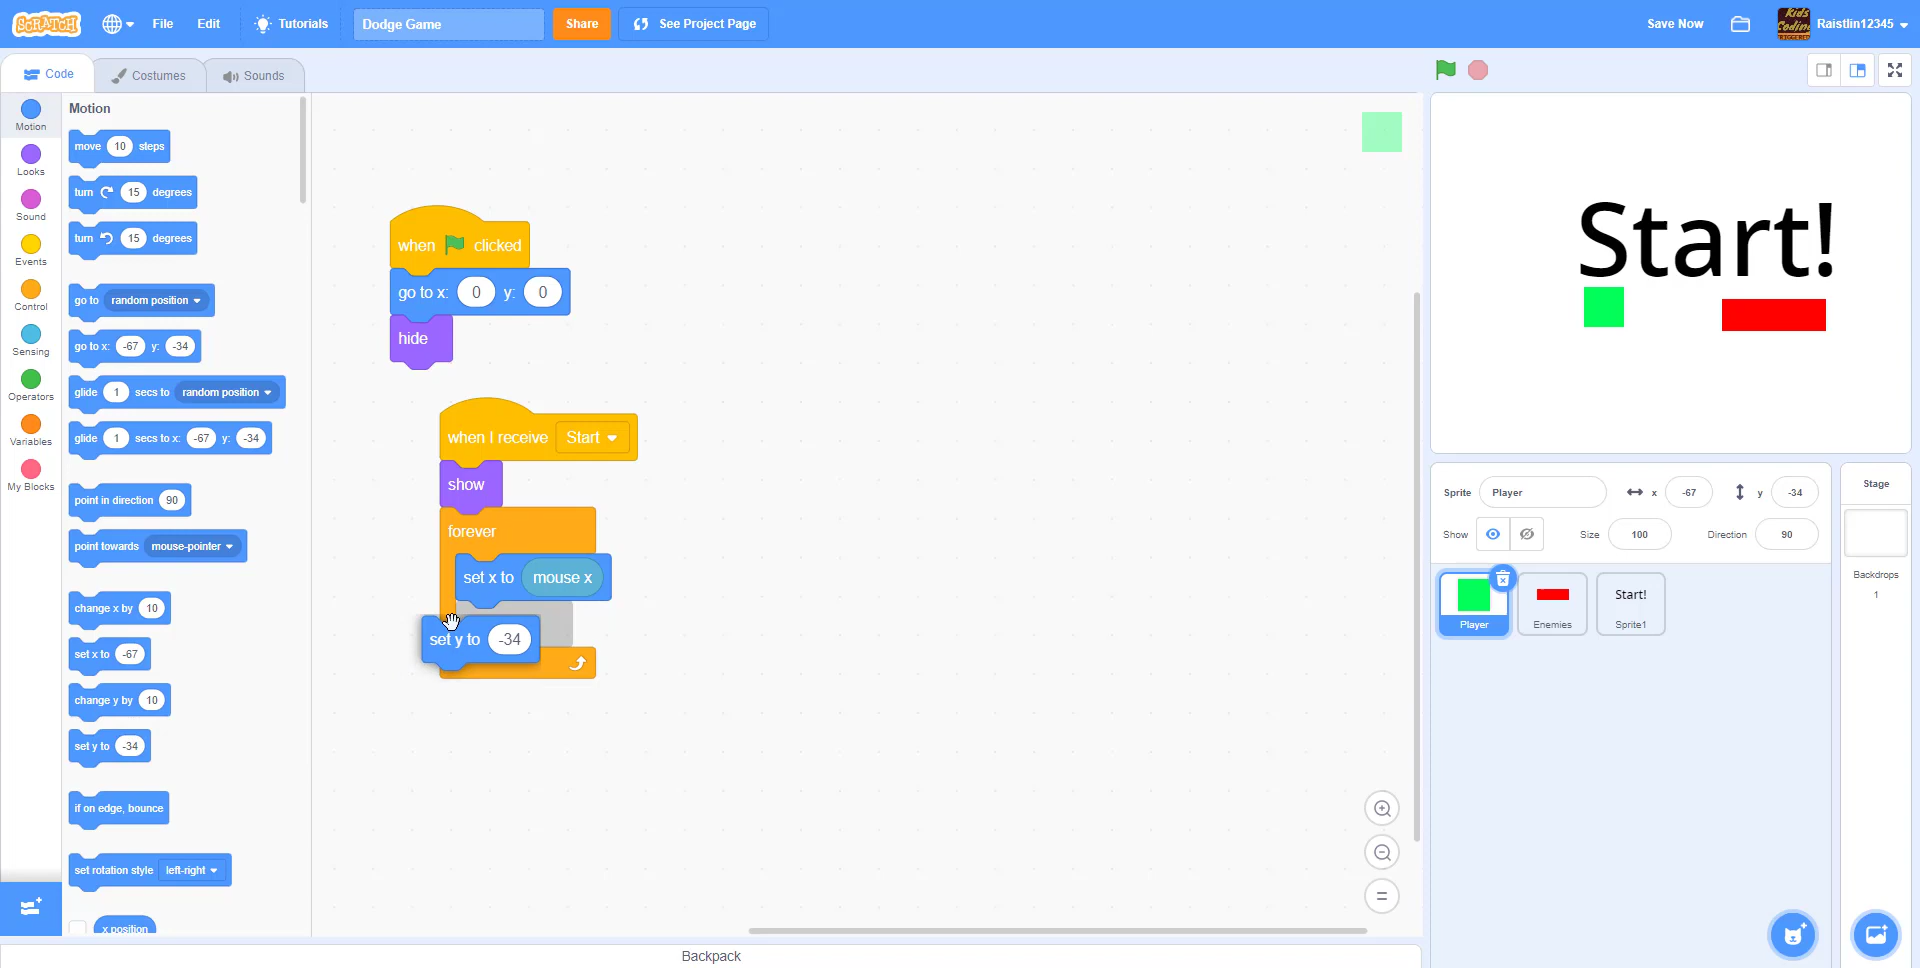 SCRATCH
File
Edit
Tutorials
Dodge Game
Share
See Project Page
Save Now
Kids
Coding
TRIGGERED
Raistlin12345
Code
Costumes
Sounds
Motion
Looks
Sound
Events
Control
Sensing
Operators
Variables
My Blocks
Motion
move 10 steps
turn 15 degrees
turn 15 degrees
go to random position
go to x: -67 y: -34
glide 1 secs to random position
glide 1 secs to x: -67 y: -34
point in direction 90
point towards mouse-pointer
change x by 10
set x to -67
change y by 10
set y to -34
if on edge, bounce
set rotation style left-right
x position
when clicked
go to x: 0 y: 0
hide
when I receive Start
show
forever
set x to mouse x
set y to -34
Backpack
Start!
Sprite Player x -67 y -34
Show Size 100 Direction 90
Player
Enemies
Start!
Sprite1
Stage
Backdrops
1